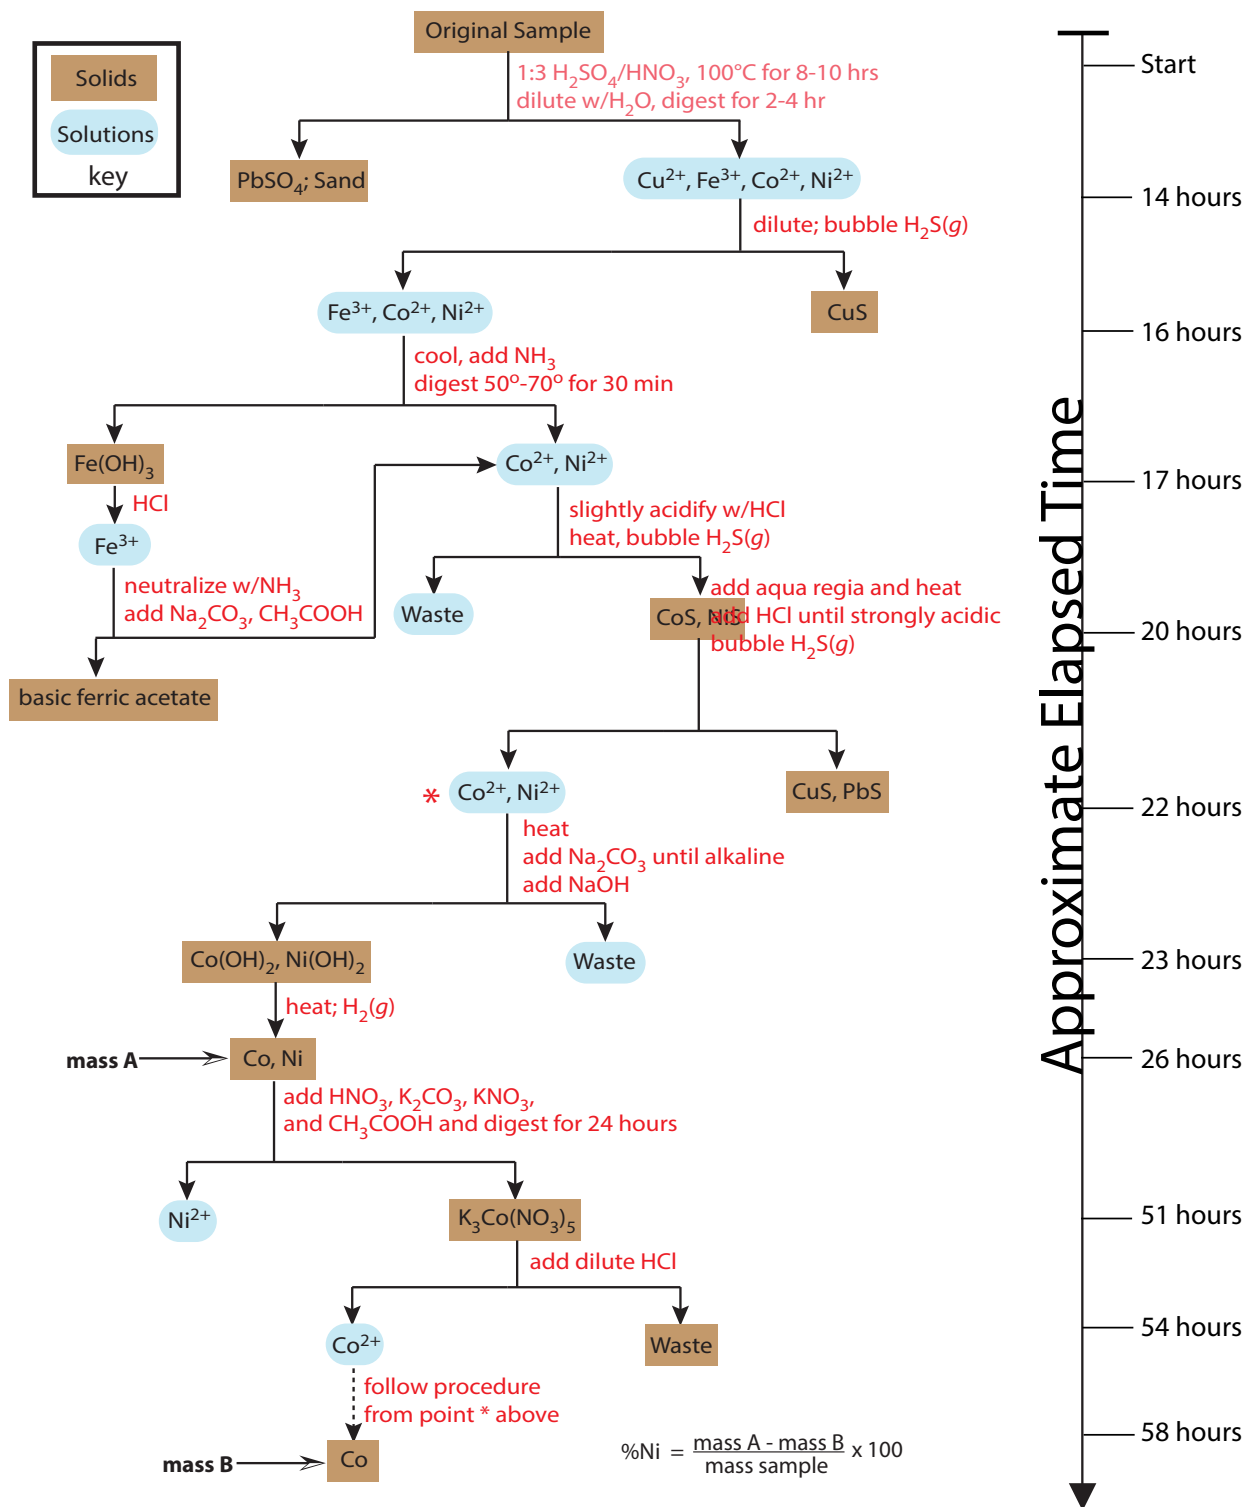 Original Sample
Solids
Solutions
key
1:3 H₂SO₄/HNO₃, 100°C for 8-10 hrs
dilute w/H₂O, digest for 2-4 hr
Start
PbSO₄; Sand
Cu²⁺, Fe³⁺, Co²⁺, Ni²⁺
14 hours
dilute; bubble H₂S(g)
Fe³⁺, Co²⁺, Ni²⁺
CuS
16 hours
cool, add NH₃
digest 50º-70º for 30 min
Fe(OH)₃
Co²⁺, Ni²⁺
17 hours
HCl
Fe³⁺
slightly acidify w/HCl
heat, bubble H₂S(g)
neutralize w/NH₃
add Na₂CO₃, CH₃COOH
Waste
CoS, NiS
add aqua regia and heat
add HCl until strongly acidic
bubble H₂S(g)
20 hours
basic ferric acetate
Approximate Elapsed Time
*
Co²⁺, Ni²⁺
CuS, PbS
22 hours
heat
add Na₂CO₃ until alkaline
add NaOH
Co(OH)₂, Ni(OH)₂
Waste
23 hours
heat; H₂(g)
mass A
Co, Ni
26 hours
add HNO₃, K₂CO₃, KNO₃,
and CH₃COOH and digest for 24 hours
Ni²⁺
K₃Co(NO₃)₅
51 hours
add dilute HCl
Co²⁺
Waste
54 hours
follow procedure
from point * above
mass B
Co
%Ni = mass A - mass B / mass sample x 100
58 hours